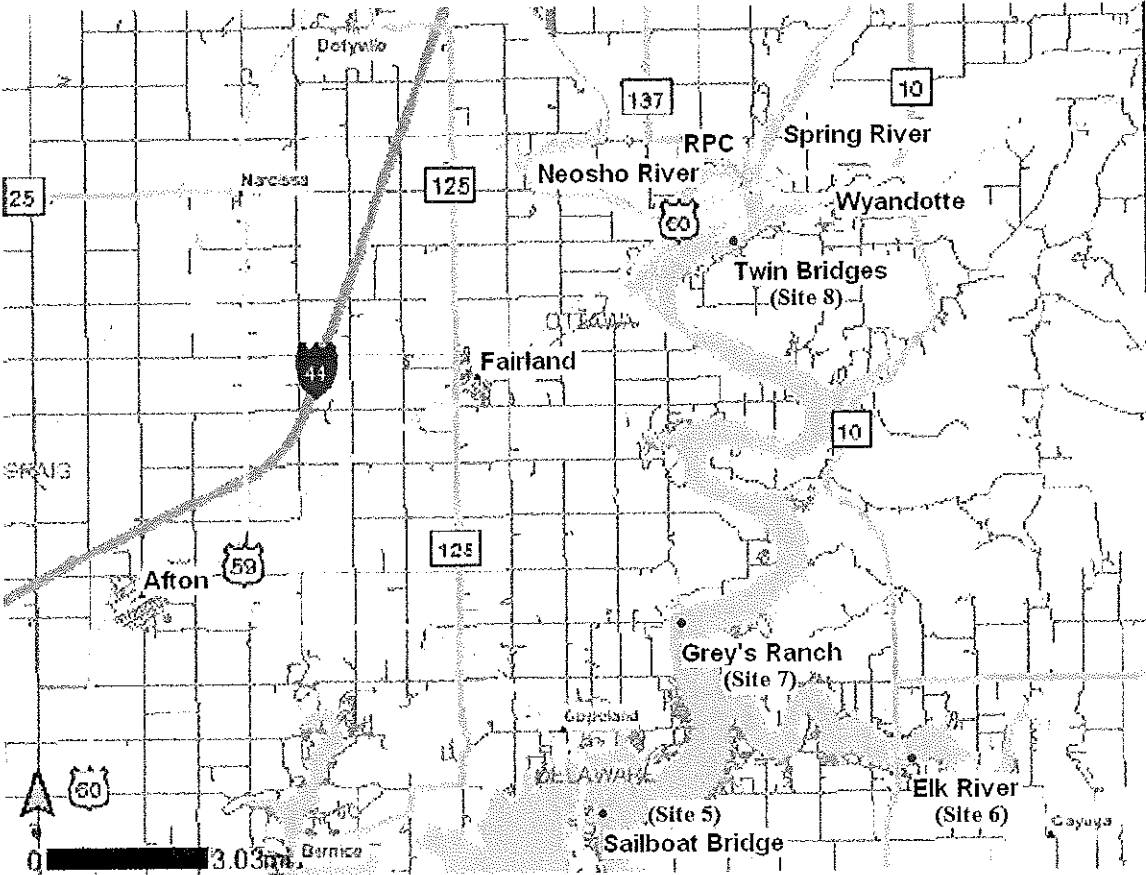 Dotyville
137
10
RPC
Spring River
Neosho River
Narcissa
25
125
60
Wyandotte
Twin Bridges
(Site 8)
OTTAWA
Fairland
44
10
CRAIG
125
59
Afton
Grey's Ranch
(Site 7)
Copeland
DELAWARE
60
Elk River
(Site 6)
(Site 5)
Sailboat Bridge
Cayuga
Bernice
0
3.03mi.